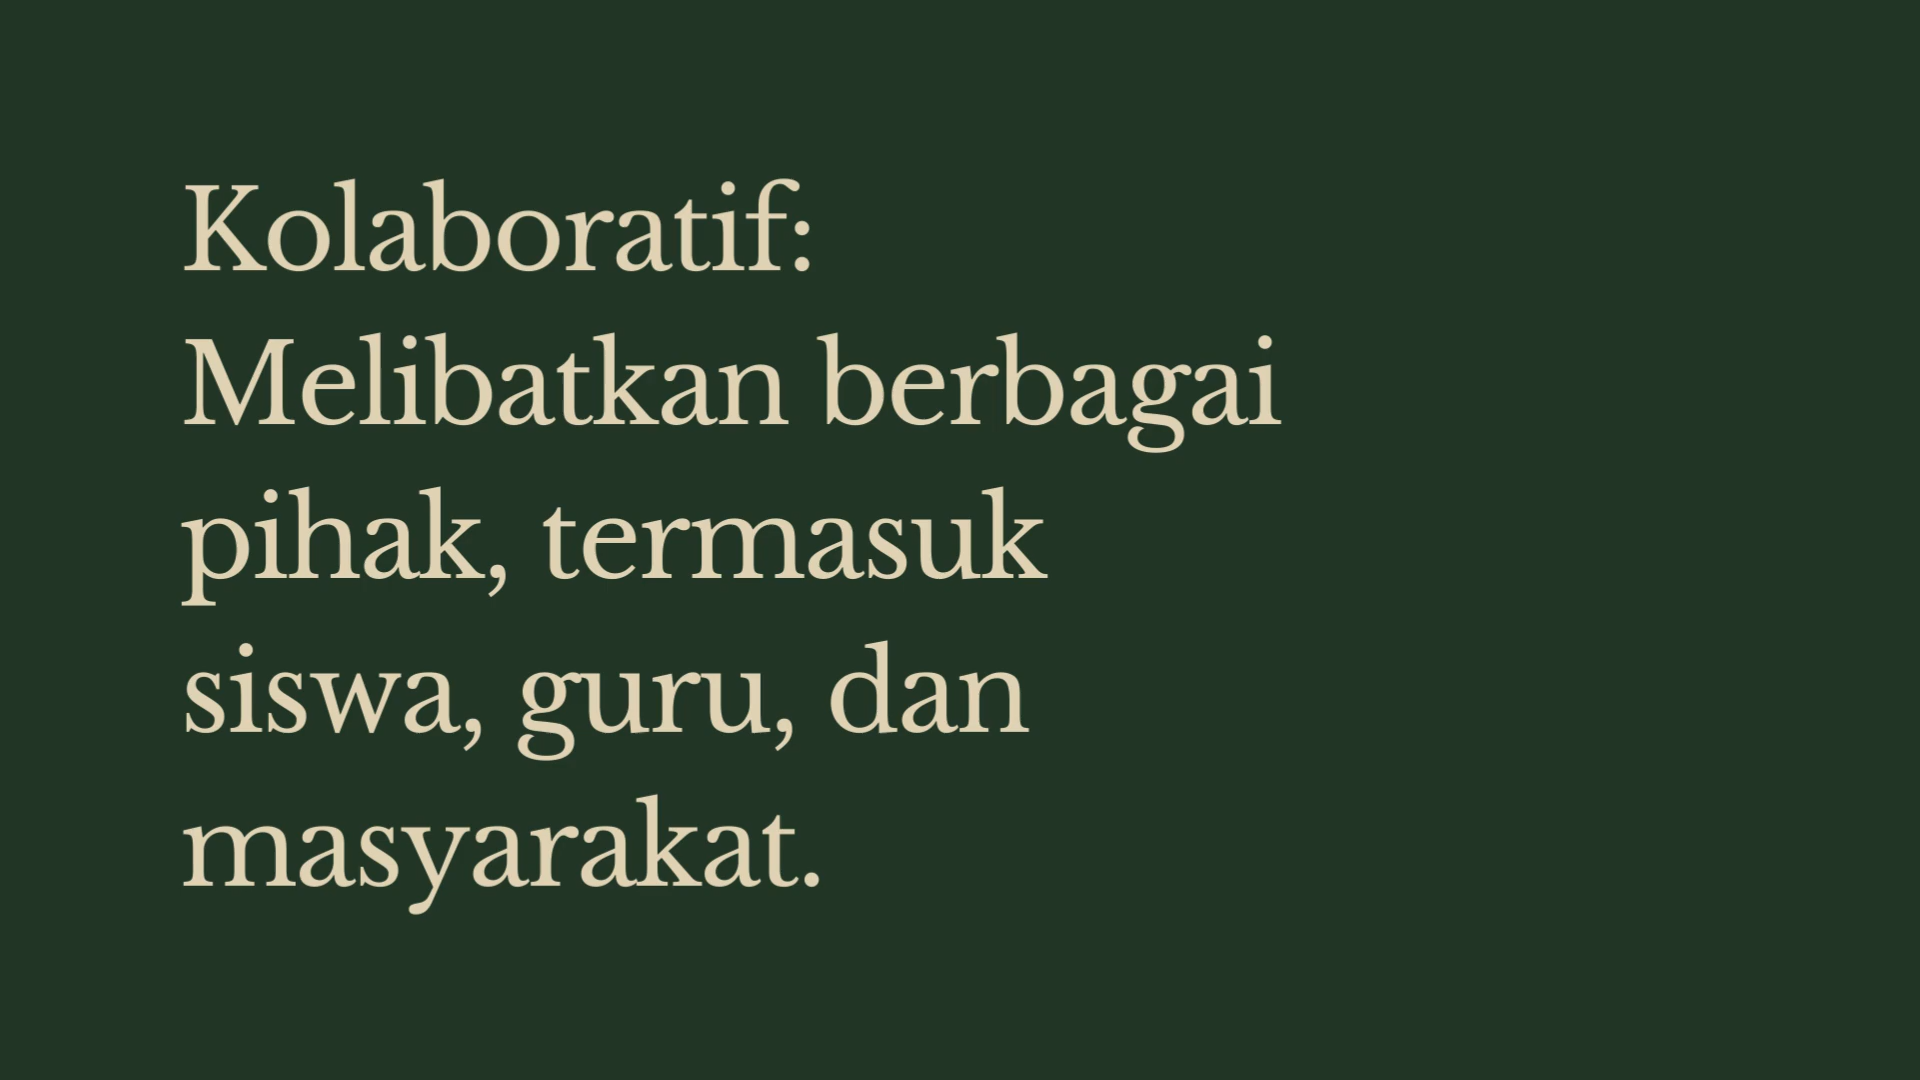 Kolaboratif:
Melibatkan berbagai
pihak, termasuk
siswa, guru, dan
masyarakat.